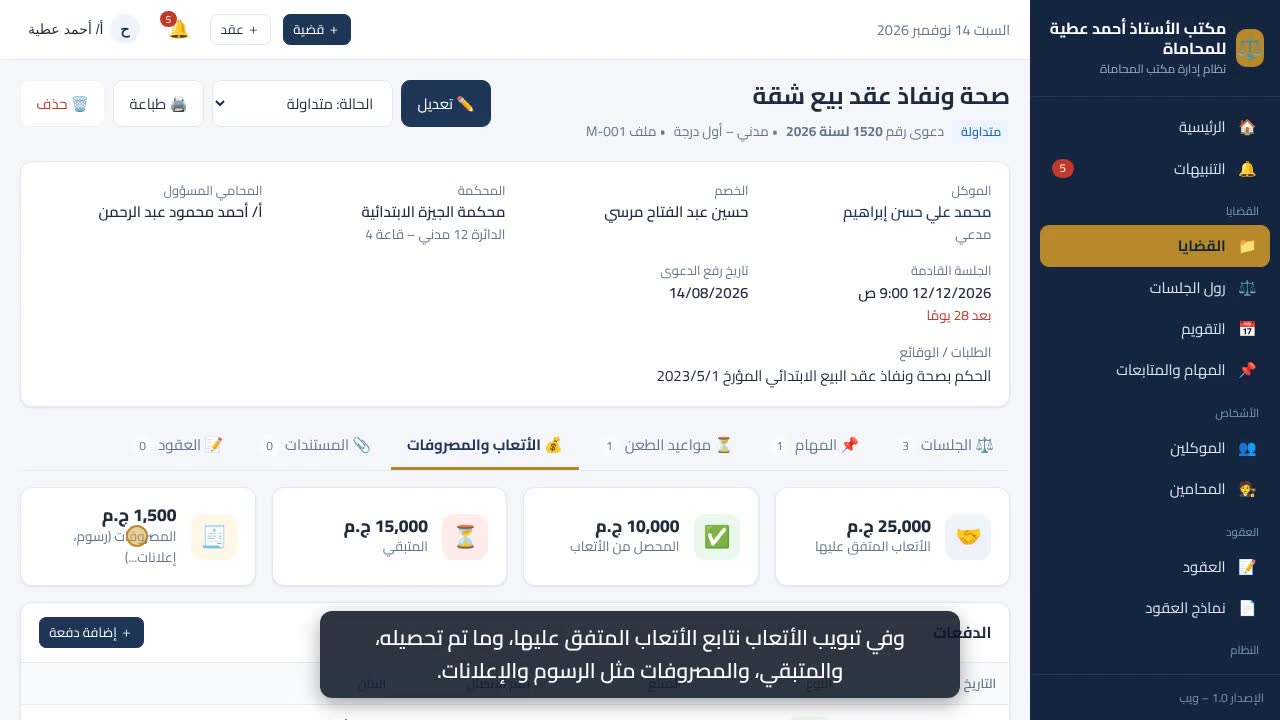 مكتب الأستاذ أحمد عطية للمحاماة
نظام إدارة مكتب المحاماة
الرئيسية
التنبيهات
5
القضايا
القضايا
رول الجلسات
التقويم
المهام والمتابعات
الأشخاص
الموكلين
المحامين
العقود
العقود
نماذج العقود
النظام
الإصدار 1.0 – ويب
السبت 14 نوفمبر 2026
+ قضية
+ عقد
5
ح
أ/ أحمد عطية
صحة ونفاذ عقد بيع شقة
متداولة
دعوى رقم 1520 لسنة 2026 • مدني – أول درجة • ملف M-001
تعديل
الحالة: متداولة
طباعة
حذف
الموكل
محمد علي حسن إبراهيم
مدعي
الخصم
حسين عبد الفتاح مرسي
المحكمة
محكمة الجيزة الابتدائية
الدائرة 12 مدني – قاعة 4
المحامي المسؤول
أ/ أحمد محمود عبد الرحمن
الجلسة القادمة
12/12/2026 9:00 ص
بعد 28 يومًا
تاريخ رفع الدعوى
14/08/2026
الطلبات / الوقائع
الحكم بصحة ونفاذ عقد البيع الابتدائي المؤرخ 2023/5/1
الجلسات 3
المهام 1
مواعيد الطعن 1
الأتعاب والمصروفات
المستندات 0
العقود 0
25,000 ج.م
الأتعاب المتفق عليها
10,000 ج.م
المحصل من الأتعاب
15,000 ج.م
المتبقي
1,500 ج.م
المصروفات (رسوم، إعلانات...)
الدفعات
+ إضافة دفعة
التاريخ
وفي تبويب الأتعاب نتابع الأتعاب المتفق عليها، وما تم تحصيله،
والمتبقي، والمصروفات مثل الرسوم والإعلانات.